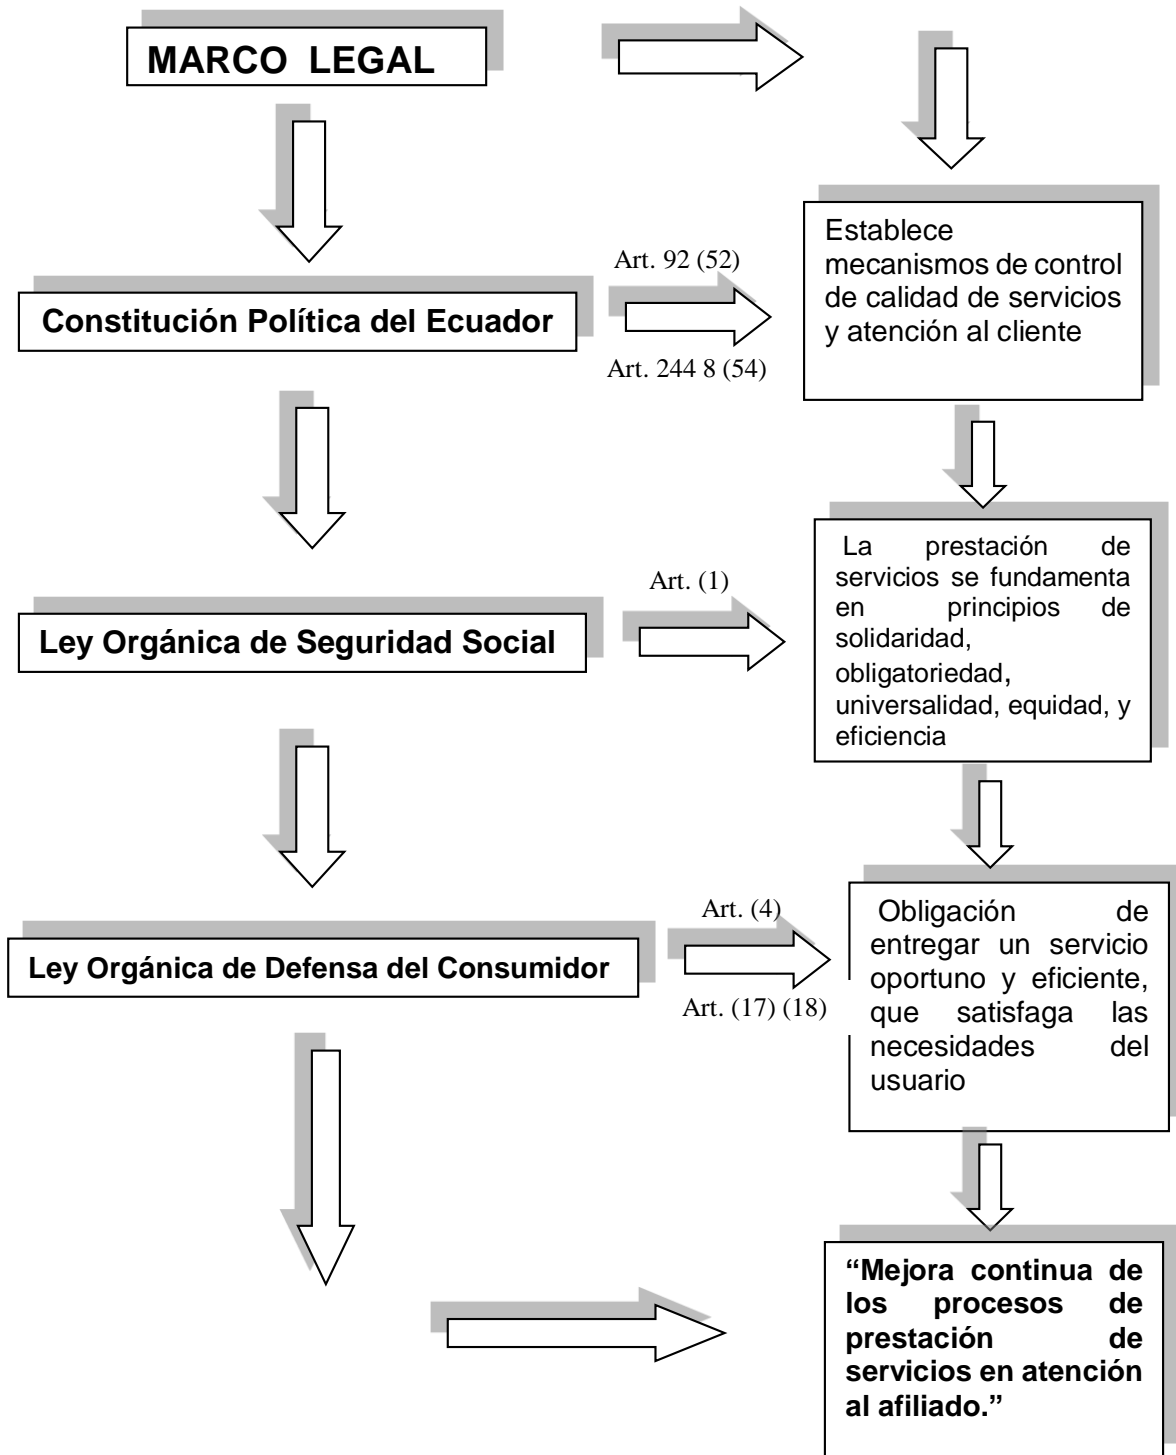 MARCO LEGAL
Establece
mecanismos de control
de calidad de servicios
y atención al cliente
Art. 92 (52)
Constitución Política del Ecuador
Art. 244 8 (54)
La prestación de
servicios se fundamenta
en principios de
solidaridad,
obligatoriedad,
universalidad, equidad, y
eficiencia
Art. (1)
Ley Orgánica de Seguridad Social
Art. (4)
Ley Orgánica de Defensa del Consumidor
Art. (17) (18)
Obligación de
entregar un servicio
oportuno y eficiente,
que satisfaga las
necesidades del
usuario
“Mejora continua de
los procesos de
prestación de
servicios en atención
al afiliado.”